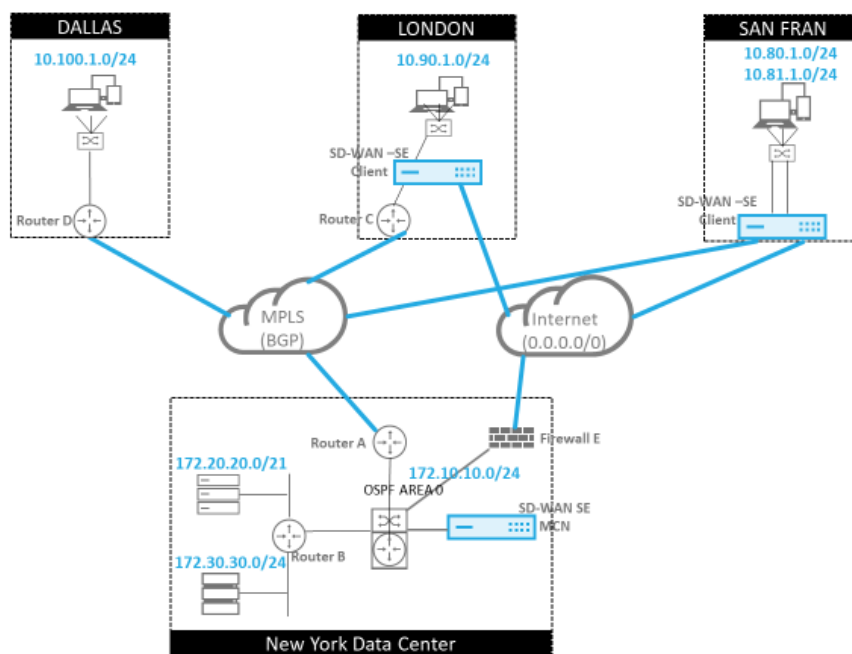 DALLAS
10.100.1.0/24
Router D
LONDON
10.90.1.0/24
SD-WAN –SE
Client
Router C
SAN FRAN
10.80.1.0/24
10.81.1.0/24
SD-WAN –SE
Client
MPLS
(BGP)
Internet
(0.0.0.0/0)
Router A
Firewall E
172.20.20.0/21
172.10.10.0/24
OSPF AREA 0
SD-WAN SE
MCN
Router B
172.30.30.0/24
New York Data Center